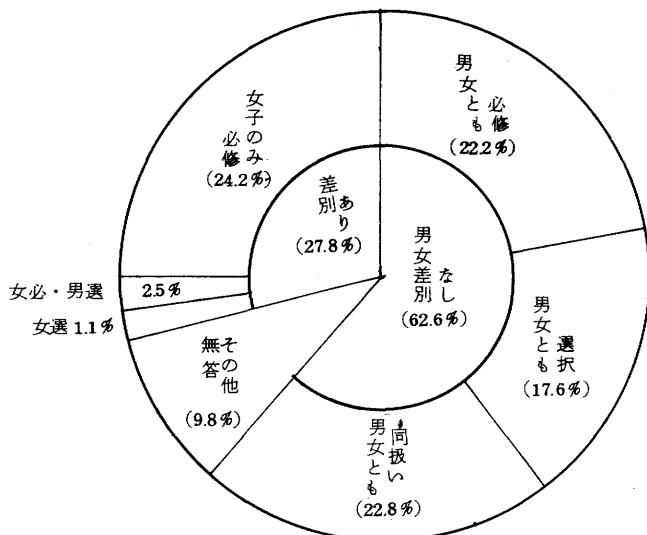 男女とも
必修
(22.2%)
女子のみ
必修
(24.2%)
差別
あり
(27.8%)
男女差別
なし
(62.6%)
女必・男選
2.5%
女選 1.1%
無答
その他
(9.8%)
男女とも
選択
(17.6%)
男女とも
同扱い
(22.8%)